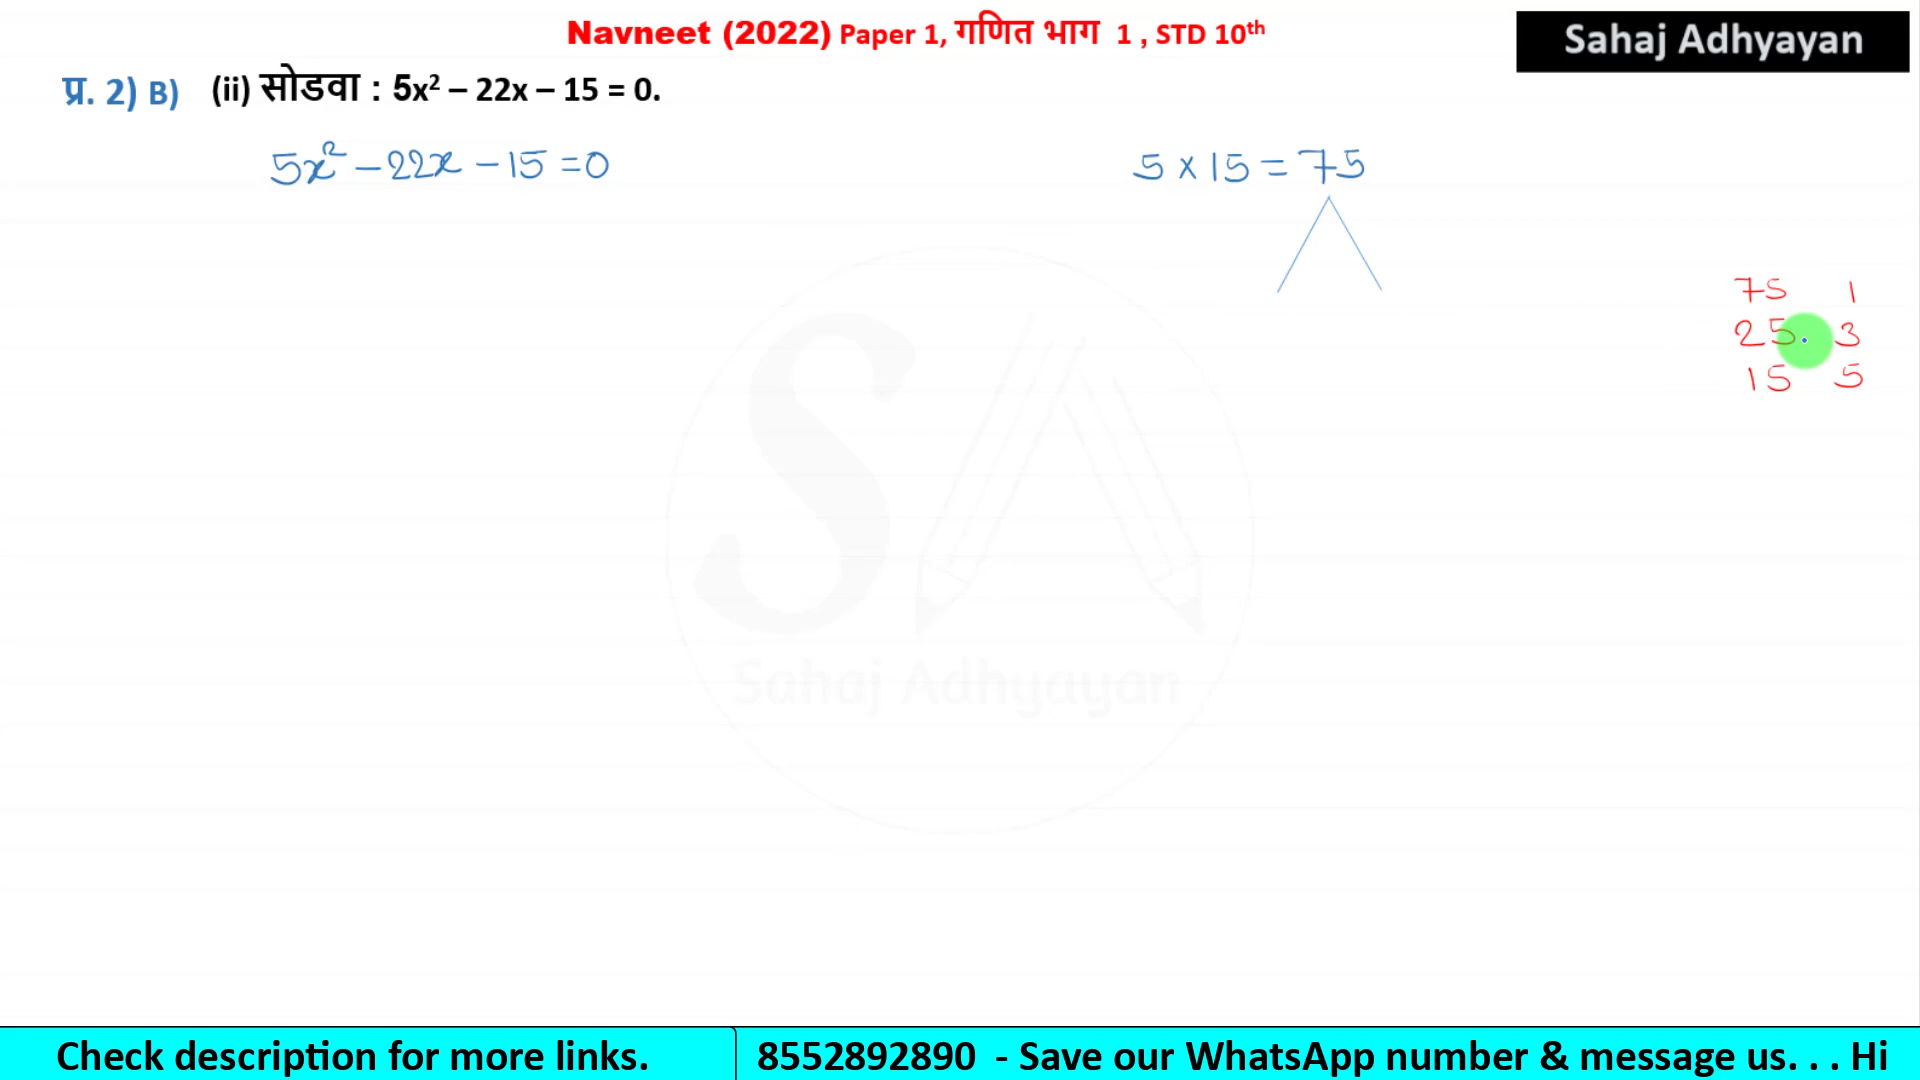 Navneet (2022) Paper 1, गणित भाग 1 , STD 10th
Sahaj Adhyayan
प्र. 2) B) (ii) सोडवा : 5x² – 22x – 15 = 0.
5x² – 22x – 15 = 0
5 × 15 = 75
75 1
25 3
15 5
Sahaj Adhyayan
Check description for more links.
8552892890 - Save our WhatsApp number & message us. . . Hi